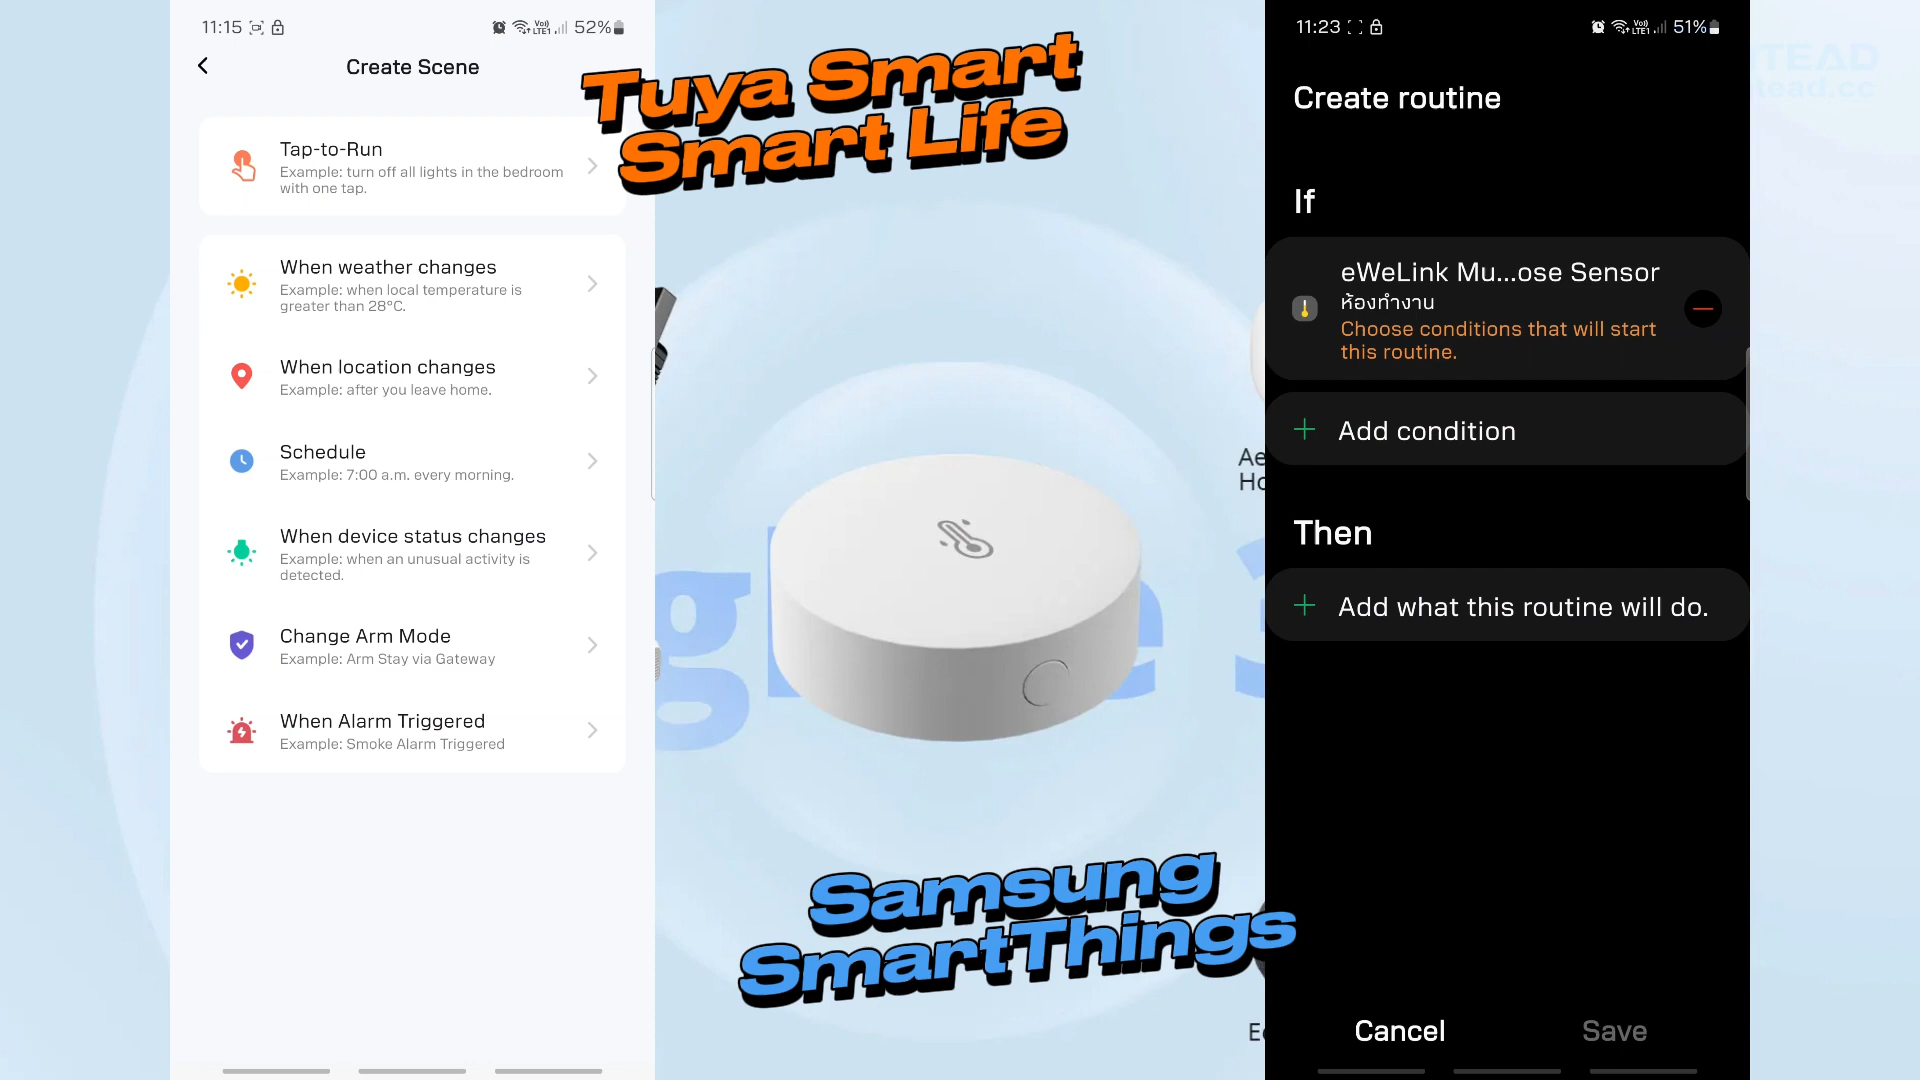 11:15
Vo)) LTE1 52%
Create Scene
Tap-to-Run
Example: turn off all lights in the bedroom
with one tap.
When weather changes
Example: when local temperature is
greater than 28°C.
When location changes
Example: after you leave home.
Schedule
Example: 7:00 a.m. every morning.
When device status changes
Example: when an unusual activity is
detected.
Change Arm Mode
Example: Arm Stay via Gateway
When Alarm Triggered
Example: Smoke Alarm Triggered
Tuya Smart
Smart Life
Samsung
SmartThings
11:23
Vo)) LTE1 51%
Create routine
If
eWeLink Mu...ose Sensor
ห้องทำงาน
Choose conditions that will start
this routine.
Add condition
Then
Add what this routine will do.
Cancel
Save